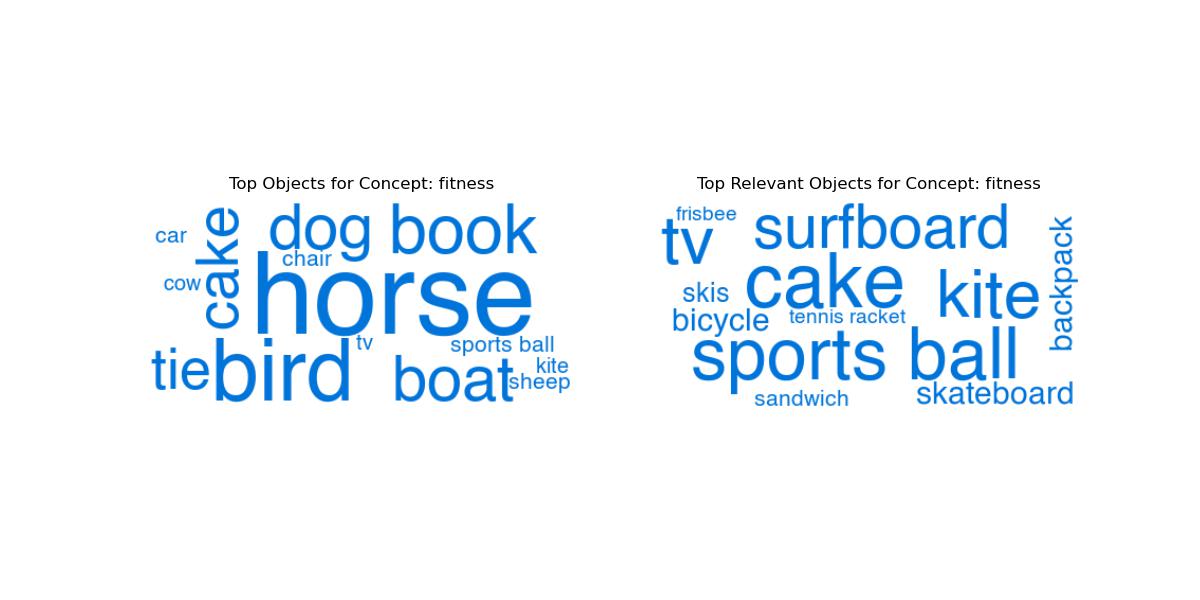 Top Objects for Concept: fitness
car
cake
dog
book
chair
cow
horse
tie
bird
tv
boat
sports ball
kite
sheep
Top Relevant Objects for Concept: fitness
frisbee
tv
surfboard
backpack
skis
cake
kite
bicycle
tennis racket
sports ball
sandwich
skateboard